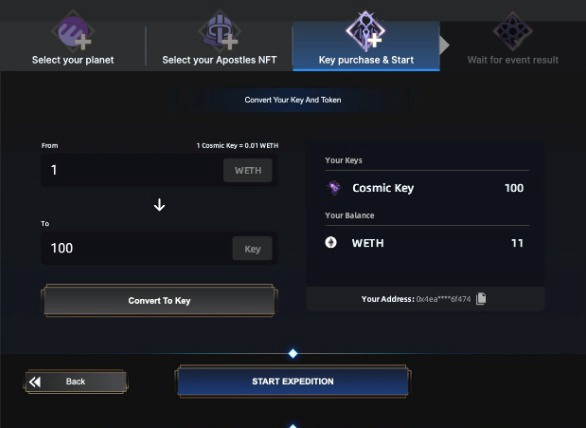 Select your planet
Select your Apostles NFT
Key purchase & Start
Wait for event result
Convert Your Key And Token
From
1 Cosmic Key = 0.01 WETH
1
WETH
To
100
Key
Convert To Key
Your Keys
Cosmic Key
100
Your Balance
WETH
11
Your Address: 0x4ea****6f474
Back
START EXPEDITION